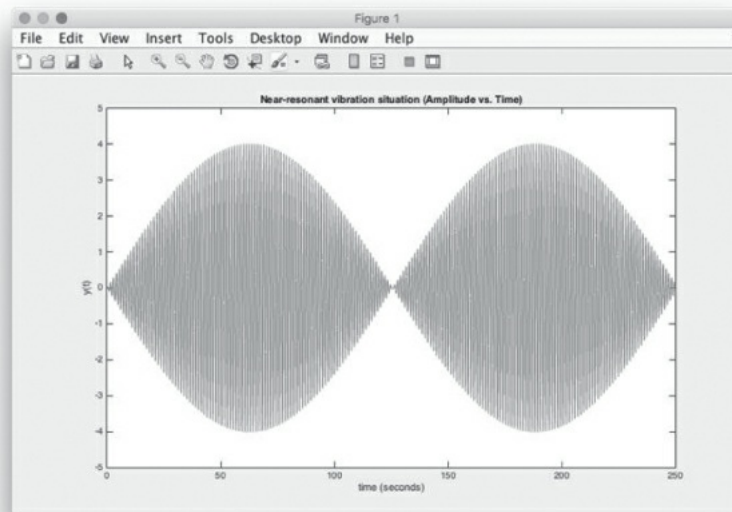 Figure 1
File Edit View Insert Tools Desktop Window Help
Near-resonant vibration situation (Amplitude vs. Time)
5
4
3
2
1
0
-1
-2
-3
-4
-5
y(t)
0 50 100 150 200 250
time (seconds)